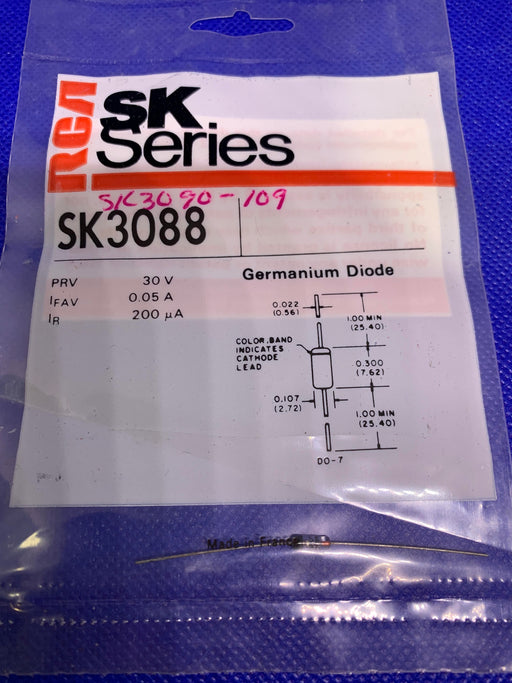 RCA
SK
Series
SK3090-109
SK3088
PRV 30 V
IFAV 0.05 A
IR 200 µA
Germanium Diode
0.022
(0.56)
1.00 MIN
(25.40)
COLOR BAND
INDICATES
CATHODE
LEAD
0.300
(7.62)
0.107
(2.72)
1.00 MIN
(25.40)
DO-7
Made in France